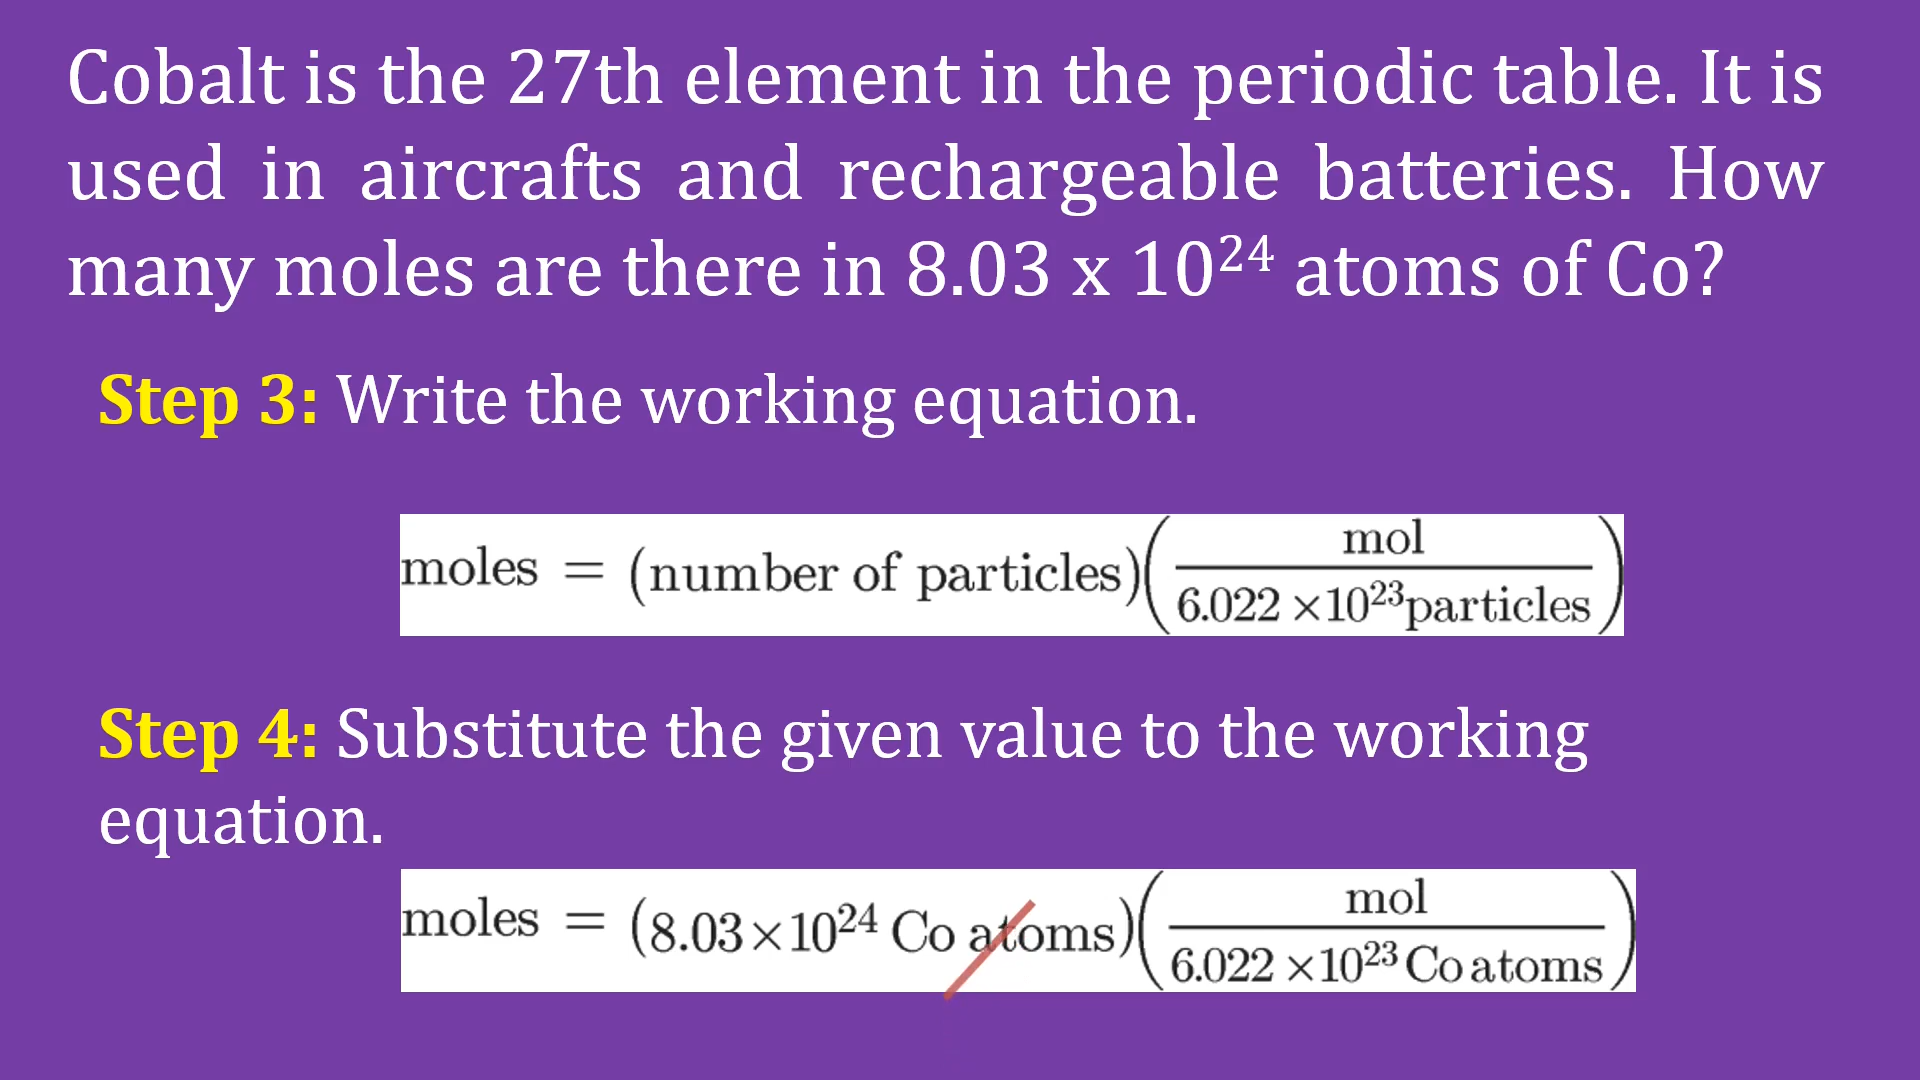 Cobalt is the 27th element in the periodic table. It is
used in aircrafts and rechargeable batteries. How
many moles are there in 8.03 x 10²⁴ atoms of Co?
Step 3: Write the working equation.
moles = (number of particles)(mol / 6.022 ×10²³particles)
Step 4: Substitute the given value to the working
equation.
moles = (8.03×10²⁴ Co atoms)(mol / 6.022 ×10²³ Co atoms)